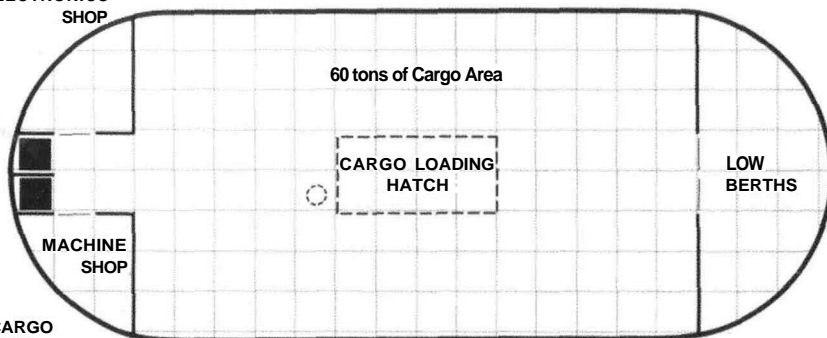 SHOP
60 tons of Cargo Area
CARGO LOADING
HATCH
LOW
BERTHS
MACHINE
SHOP
CARGO